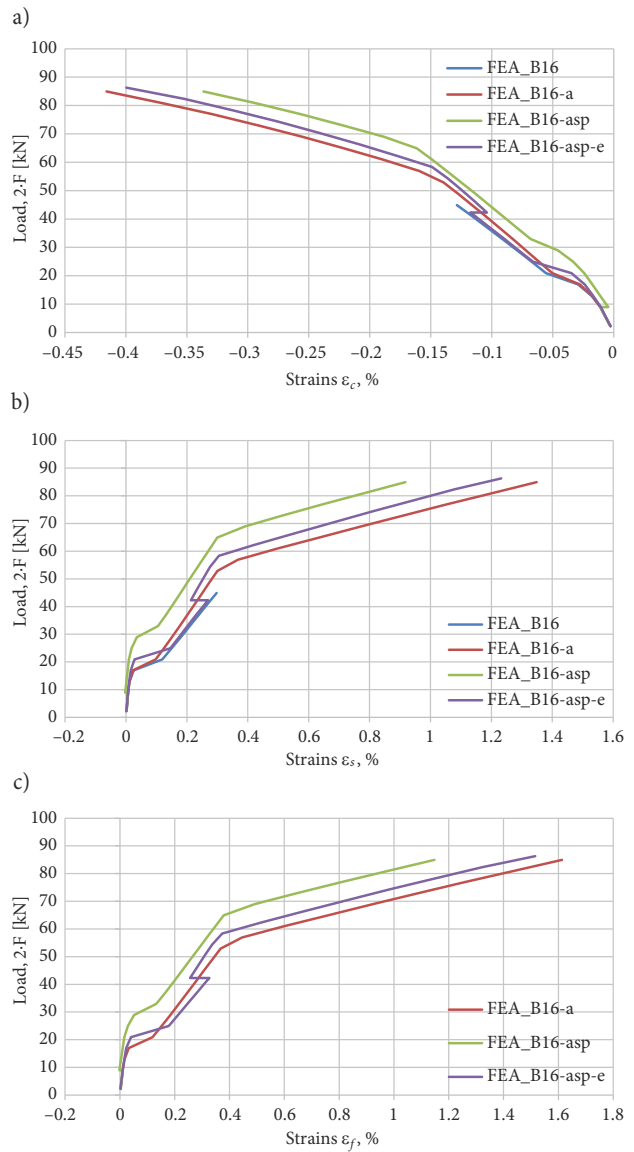 a)
100
90
80
70
60
50
40
30
20
10
0
Load, 2·F [kN]
FEA_B16
FEA_B16-a
FEA_B16-asp
FEA_B16-asp-e
–0.45 –0.4 –0.35 –0.3 –0.25 –0.2 –0.15 –0.1 –0.05 0
Strains ε_c, %
b)
100
90
80
70
60
50
40
30
20
10
0
Load, 2·F [kN]
FEA_B16
FEA_B16-a
FEA_B16-asp
FEA_B16-asp-e
–0.2 0 0.2 0.4 0.6 0.8 1 1.2 1.4 1.6
Strains ε_s, %
c)
100
90
80
70
60
50
40
30
20
10
0
Load, 2·F [kN]
FEA_B16-a
FEA_B16-asp
FEA_B16-asp-e
–0.2 0 0.2 0.4 0.6 0.8 1 1.2 1.4 1.6 1.8
Strains ε_f, %